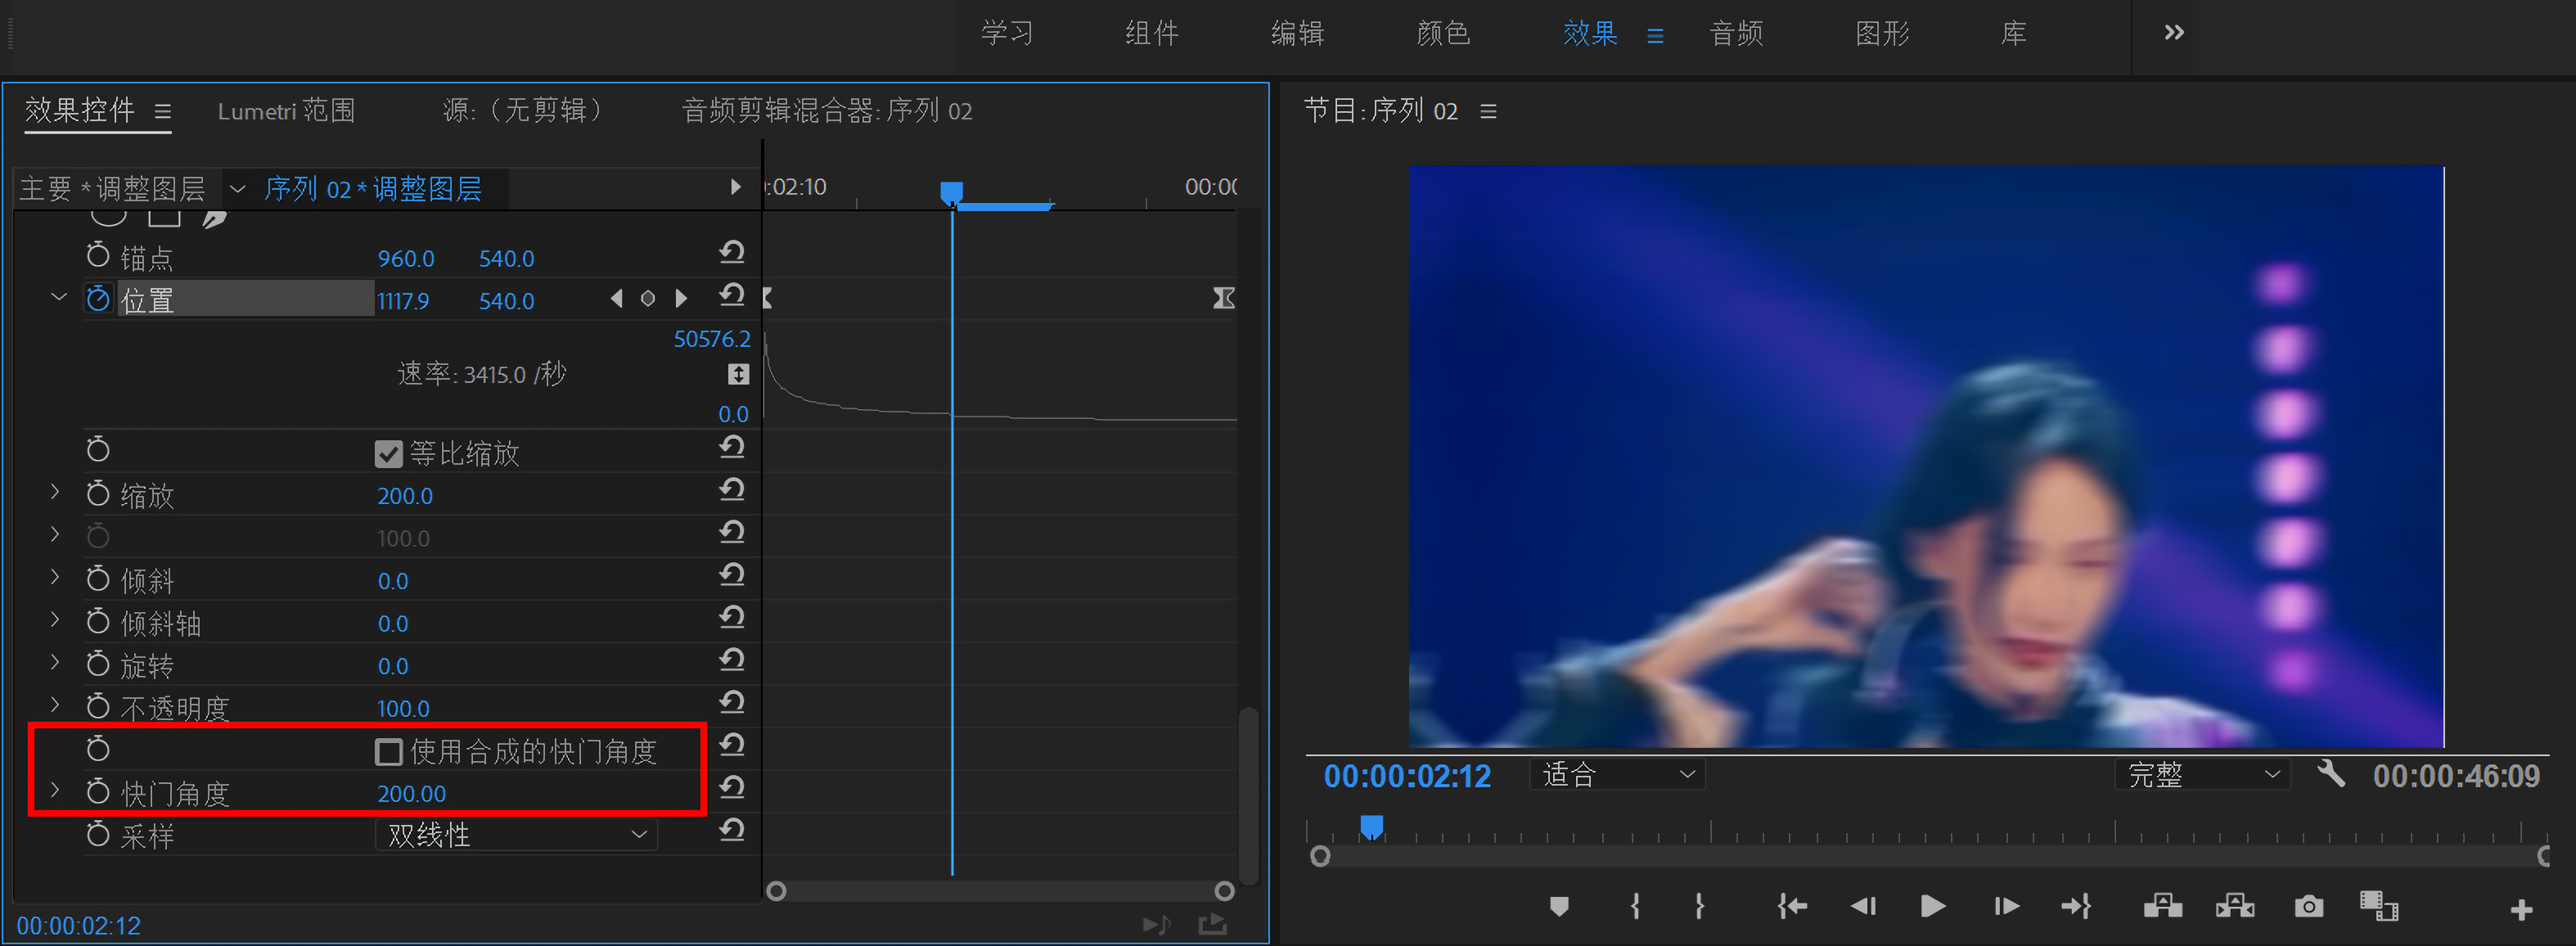 学习 组件 编辑 颜色 效果 音频 图形 库
效果控件 Lumetri 范围 源:（无剪辑） 音频剪辑混合器: 序列 02
节目: 序列 02
主要 * 调整图层 序列 02 * 调整图层
:02:10 00:00
锚点 960.0 540.0
位置 1117.9 540.0
50576.2
速率: 3415.0 /秒
0.0
等比缩放
缩放 200.0
100.0
倾斜 0.0
倾斜轴 0.0
旋转 0.0
不透明度 100.0
使用合成的快门角度
快门角度 200.00
采样 双线性
00:00:02:12
00:00:02:12 适合 完整 00:00:46:09